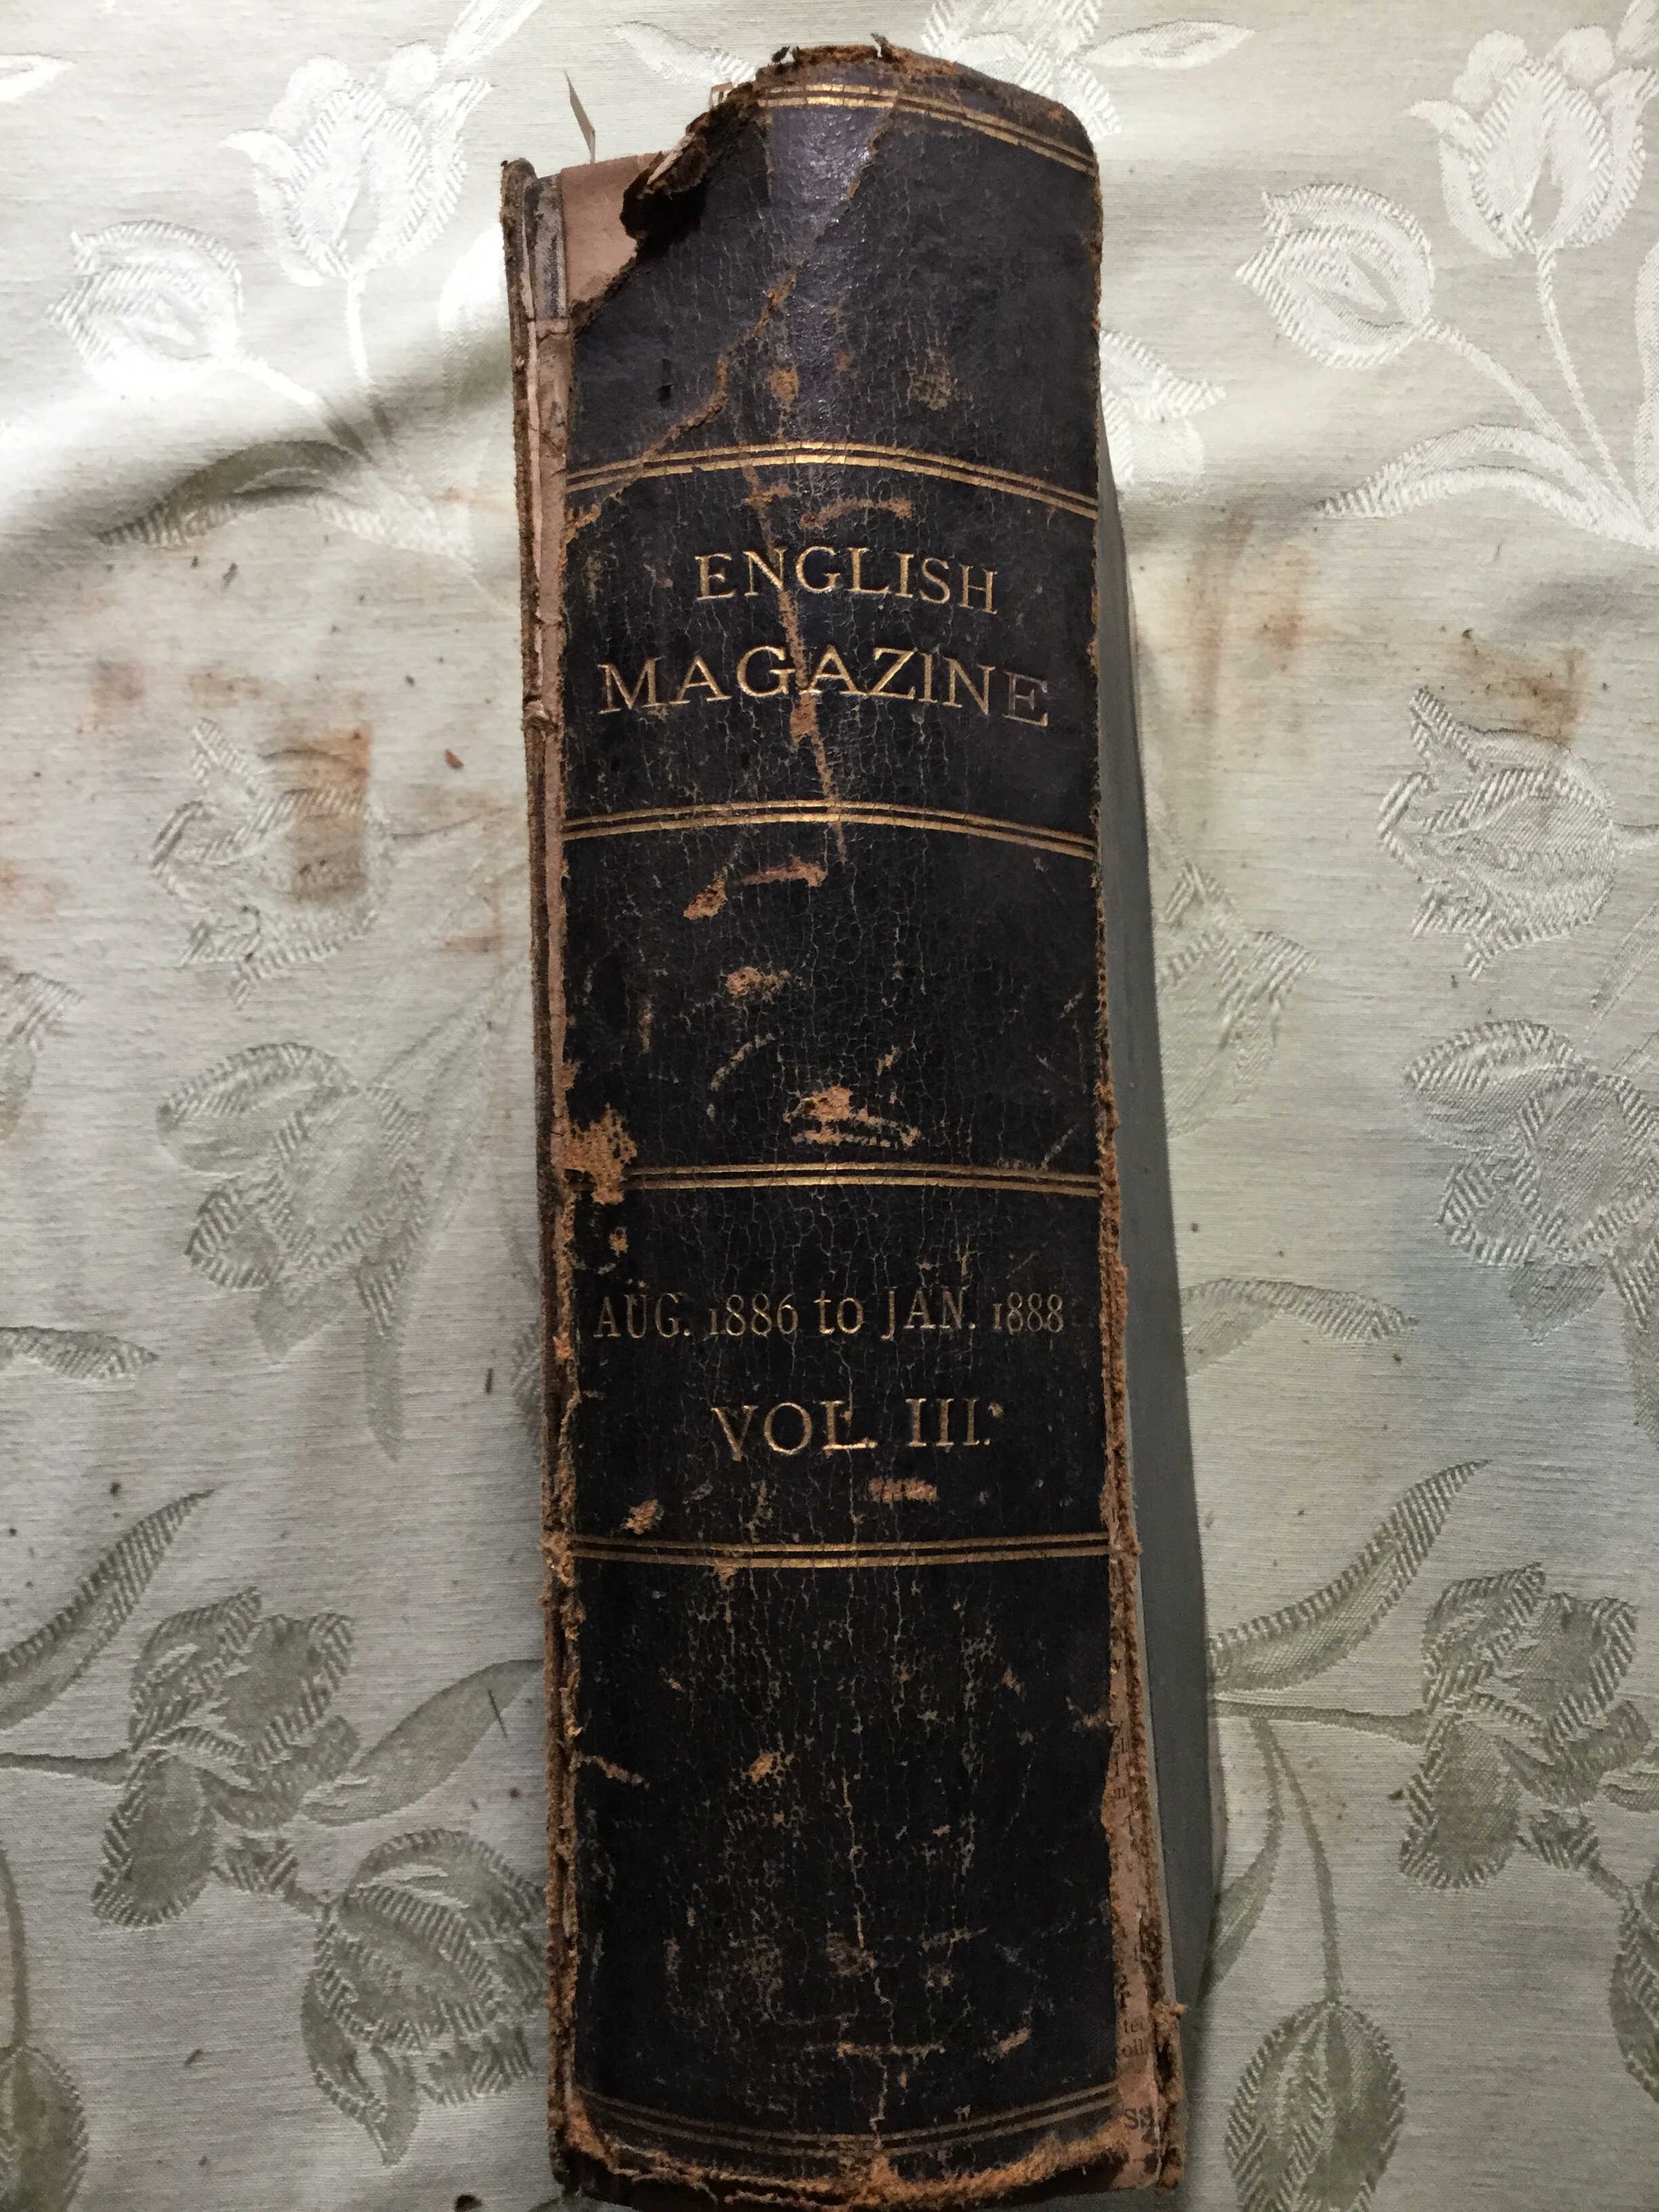 ENGLISH
MAGAZINE
AUG. 1886 to JAN. 1888
VOL. III.